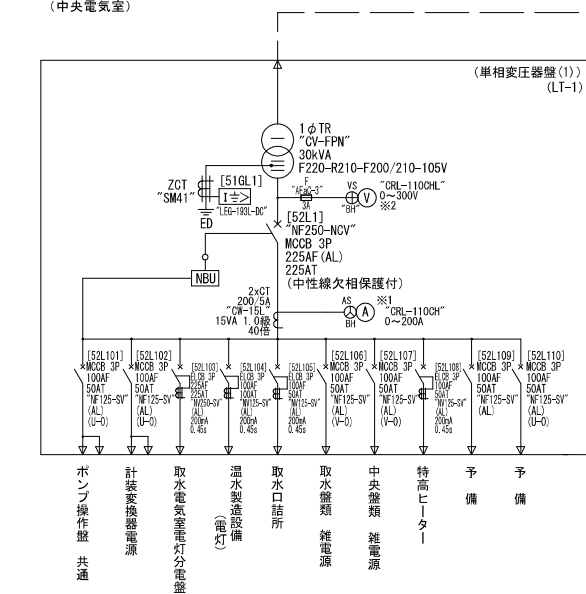 (中央電気室)
(単相変圧器盤(1))
(LT-1)
1φTR
"CV-FPN"
30kVA
F220-R210-F200/210-105V
ZCT
"SM41"
[51GL1]
I≑>
"LEG-193L-DC"
ED
F
"AFaC-3"
3A
VS
"BH"
V
"CRL-110CHL"
0~300V
※2
[52L1]
"NF250-NCV"
MCCB 3P
225AF(AL)
225AT
(中性線欠相保護付)
NBU
2xCT
200/5A
"CW-15L"
15VA 1.0級
40倍
AS
BH
A
※1
"CRL-110CH"
0~200A
[52L101]
MCCB 3P
100AF
50AT
"NF125-SV"
(AL)
(U-0)
[52L102]
MCCB 3P
100AF
50AT
"NF125-SV"
(AL)
(U-0)
[52L103]
ELCB 3P
225AF
225AT
"NV250-SV"
(AL)
200mA
0.45s
[52L104]
ELCB 3P
100AF
100AT
"NV125-SV"
(AL)
200mA
0.45s
[52L105]
ELCB 3P
100AF
50AT
"NV125-SV"
(AL)
200mA
0.45s
[52L106]
MCCB 3P
100AF
50AT
"NF125-SV"
(AL)
(V-0)
[52L107]
MCCB 3P
100AF
50AT
"NF125-SV"
(AL)
(V-0)
[52L108]
ELCB 3P
100AF
50AT
"NV125-SV"
(AL)
200mA
0.45s
[52L109]
MCCB 3P
100AF
50AT
"NF125-SV"
(AL)
[52L110]
MCCB 3P
100AF
50AT
"NF125-SV"
(AL)
(U-0)
ポンプ操作盤 共通
計装変換器電源
取水電気室電灯分電盤
温水製造設備
(電灯)
取水口詰所
取水盤類 雑電源
中央盤類 雑電源
特高ヒーター
予備
予備